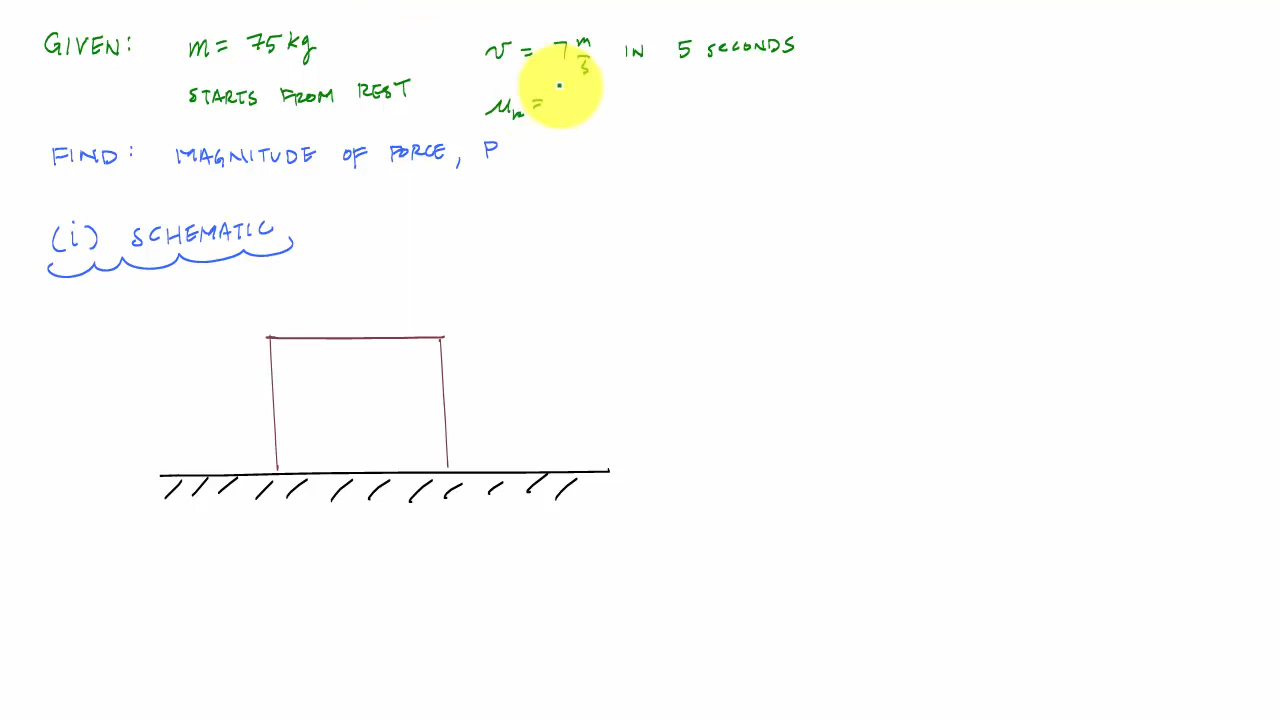 GIVEN: m = 75 kg v = 7 m/s IN 5 SECONDS
STARTS FROM REST μk =
FIND: MAGNITUDE OF FORCE, P
(i) SCHEMATIC